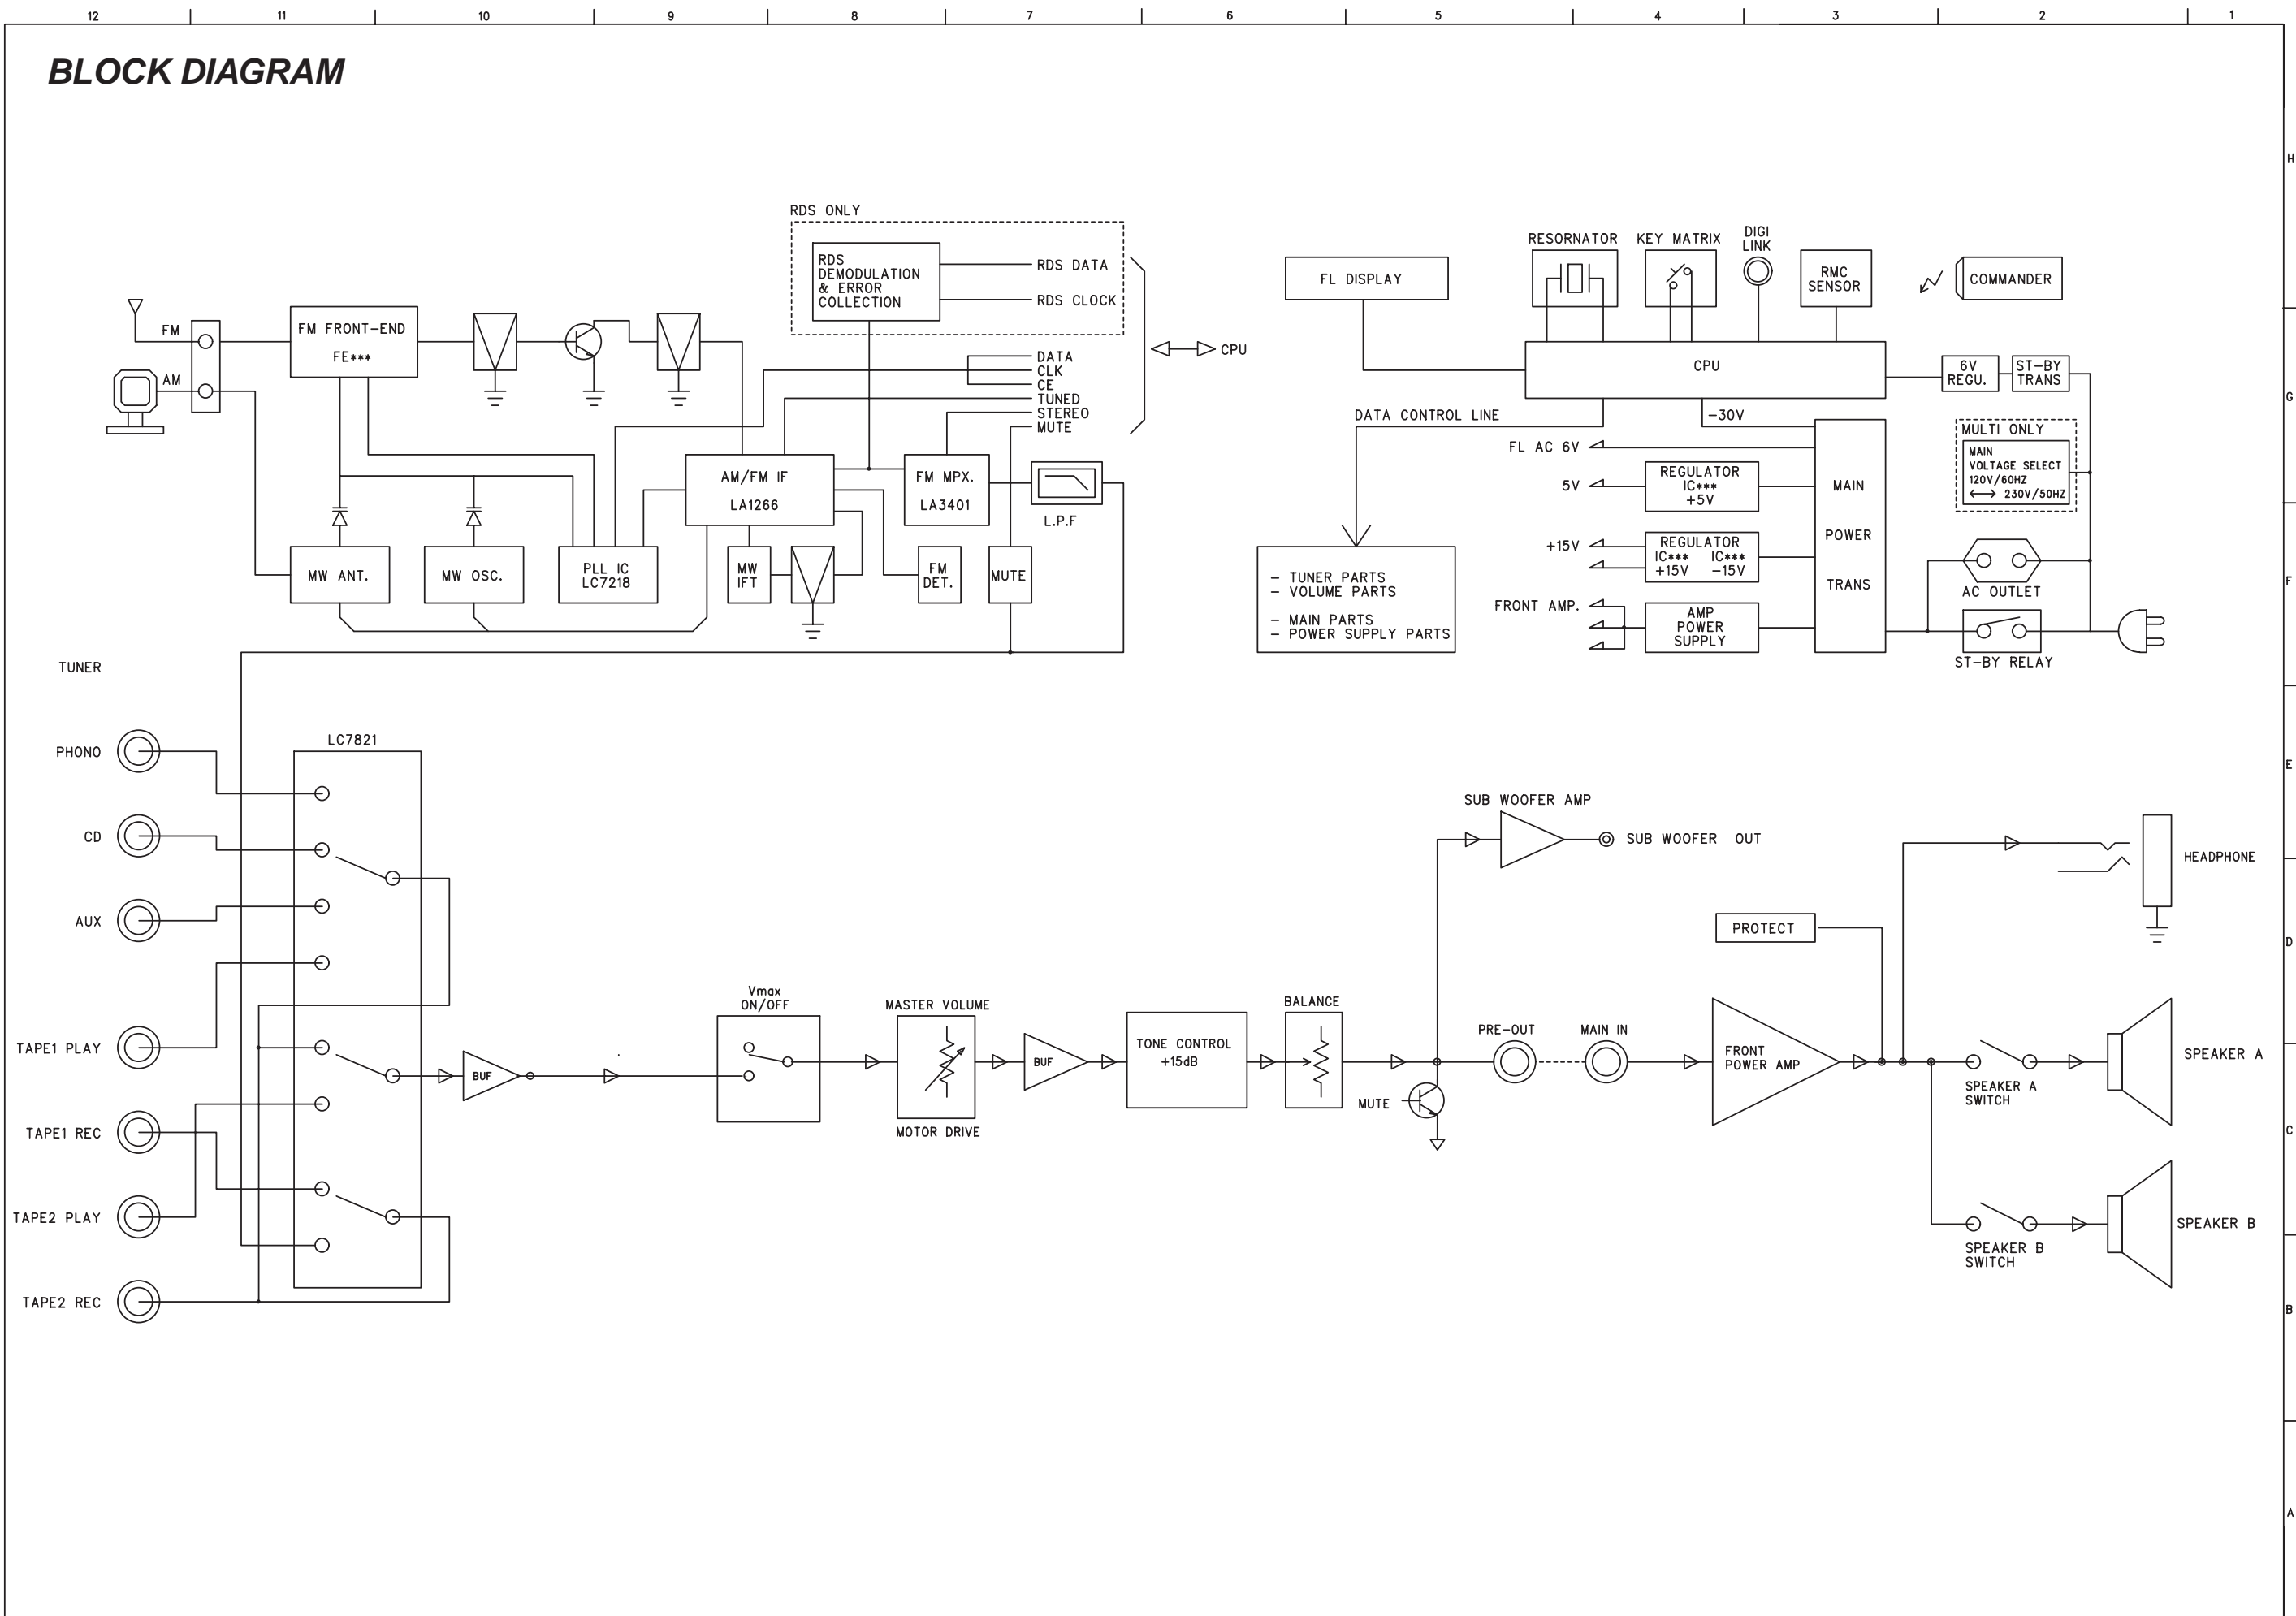 12 11 10 9 8 7 6 5 4 3 2 1
BLOCK DIAGRAM
H
G
F
E
D
C
B
A
RDS ONLY
RDS
DEMODULATION
& ERROR
COLLECTION
RDS DATA
RDS CLOCK
FM
AM
FM FRONT-END
FE***
DATA
CLK
CE
TUNED
STEREO
MUTE
CPU
AM/FM IF
LA1266
FM MPX.
LA3401
L.P.F
MW ANT.
MW OSC.
PLL IC
LC7218
MW
IFT
FM
DET.
MUTE
FL DISPLAY
RESORNATOR
KEY MATRIX
DIGI
LINK
RMC
SENSOR
COMMANDER
CPU
6V
REGU.
ST-BY
TRANS
DATA CONTROL LINE
-30V
FL AC 6V
5V
REGULATOR
IC***
+5V
+15V
REGULATOR
IC*** IC***
+15V -15V
FRONT AMP.
AMP
POWER
SUPPLY
MAIN
POWER
TRANS
MULTI ONLY
MAIN
VOLTAGE SELECT
120V/60HZ
230V/50HZ
AC OUTLET
ST-BY RELAY
- TUNER PARTS
- VOLUME PARTS
- MAIN PARTS
- POWER SUPPLY PARTS
TUNER
PHONO
CD
AUX
TAPE1 PLAY
TAPE1 REC
TAPE2 PLAY
TAPE2 REC
LC7821
BUF
Vmax
ON/OFF
MASTER VOLUME
MOTOR DRIVE
BUF
TONE CONTROL
+15dB
BALANCE
MUTE
SUB WOOFER AMP
SUB WOOFER OUT
PRE-OUT
MAIN IN
PROTECT
FRONT
POWER AMP
HEADPHONE
SPEAKER A
SWITCH
SPEAKER A
SPEAKER B
SWITCH
SPEAKER B